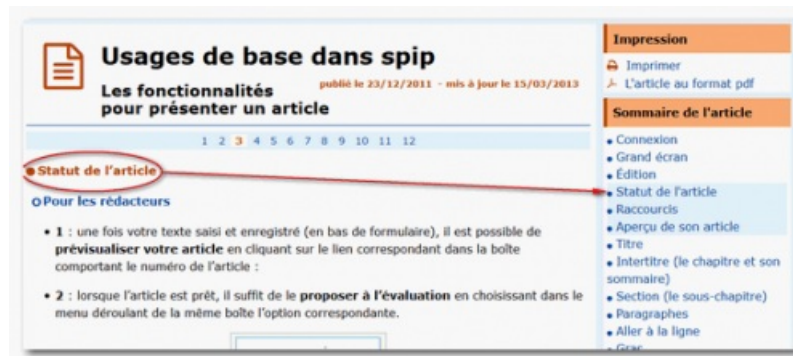 Usages de base dans spip
Les fonctionnalités
pour présenter un article
publié le 23/12/2011 - mis à jour le 15/03/2013
1 2 3 4 5 6 7 8 9 10 11 12
Statut de l'article
Pour les rédacteurs
• 1 : une fois votre texte saisi et enregistré (en bas de formulaire), il est possible de
prévisualiser votre article en cliquant sur le lien correspondant dans la boîte
comportant le numéro de l'article :
• 2 : lorsque l'article est prêt, il suffit de le proposer à l'évaluation en choisissant dans le
menu déroulant de la même boîte l'option correspondante.
Impression
Imprimer
L'article au format pdf
Sommaire de l'article
• Connexion
• Grand écran
• Édition
• Statut de l'article
• Raccourcis
• Aperçu de son article
• Titre
• Intertitre (le chapitre et son
sommaire)
• Section (le sous-chapitre)
• Paragraphes
• Aller à la ligne
• Gras